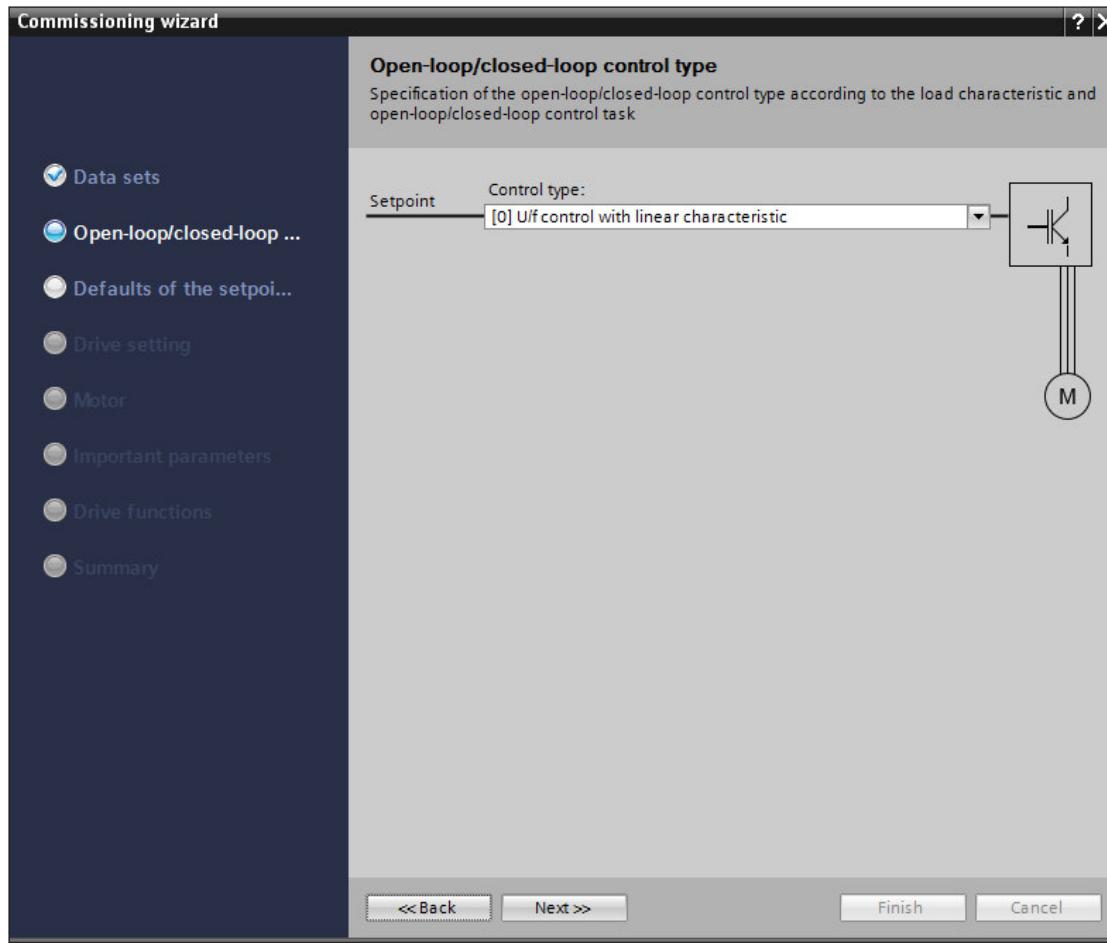 Commissioning wizard
?
Open-loop/closed-loop control type
Specification of the open-loop/closed-loop control type according to the load characteristic and
open-loop/closed-loop control task
Data sets
Open-loop/closed-loop ...
Defaults of the setpoi...
Drive setting
Motor
Important parameters
Drive functions
Summary
Setpoint
Control type:
[0] U/f control with linear characteristic
M
<<Back
Next>>
Finish
Cancel